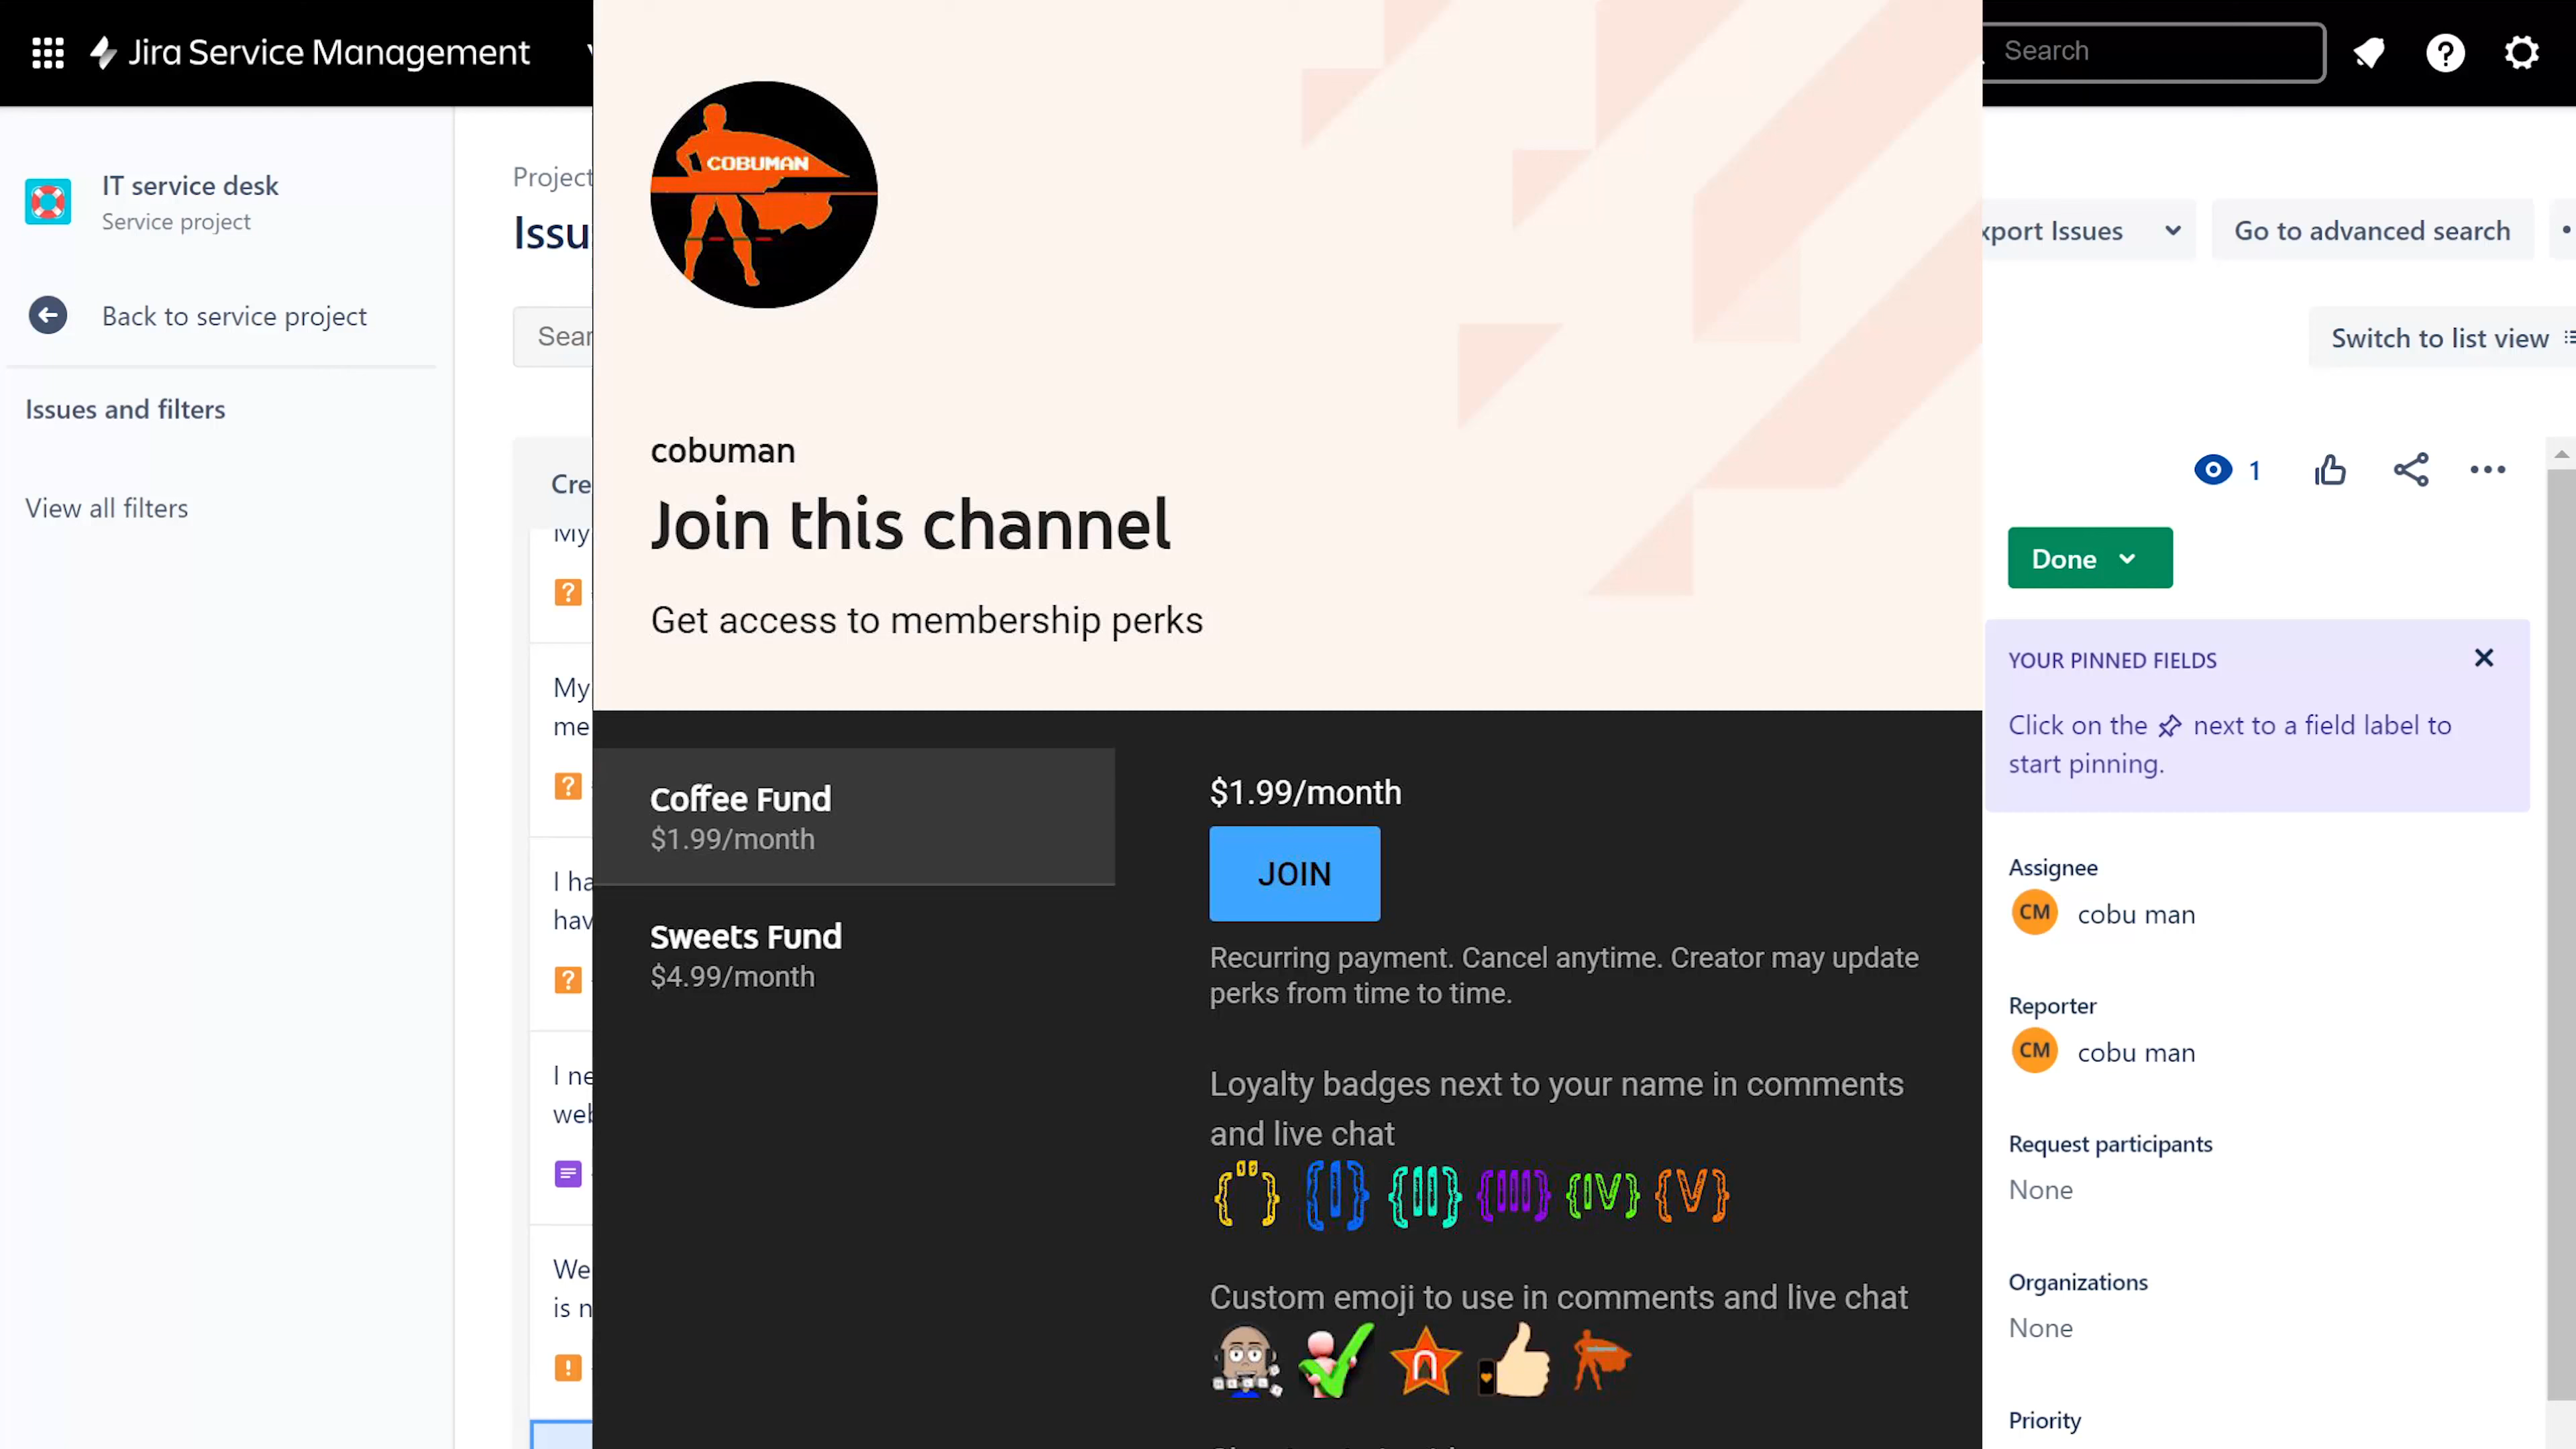 Jira Service Management
Search
IT service desk
Service project
Back to service project
Issues and filters
View all filters
Project
Issu
Sear
Cre
My
My
me
I ha
hav
I ne
web
We
is n
COBUMAN
cobuman
Join this channel
Get access to membership perks
Coffee Fund
$1.99/month
Sweets Fund
$4.99/month
$1.99/month
JOIN
Recurring payment. Cancel anytime. Creator may update
perks from time to time.
Loyalty badges next to your name in comments
and live chat
{"} {I} {II} {III} {IV} {V}
Custom emoji to use in comments and live chat
xport Issues
Go to advanced search
Switch to list view
1
Done
YOUR PINNED FIELDS
Click on the next to a field label to
start pinning.
Assignee
CM cobu man
Reporter
CM cobu man
Request participants
None
Organizations
None
Priority